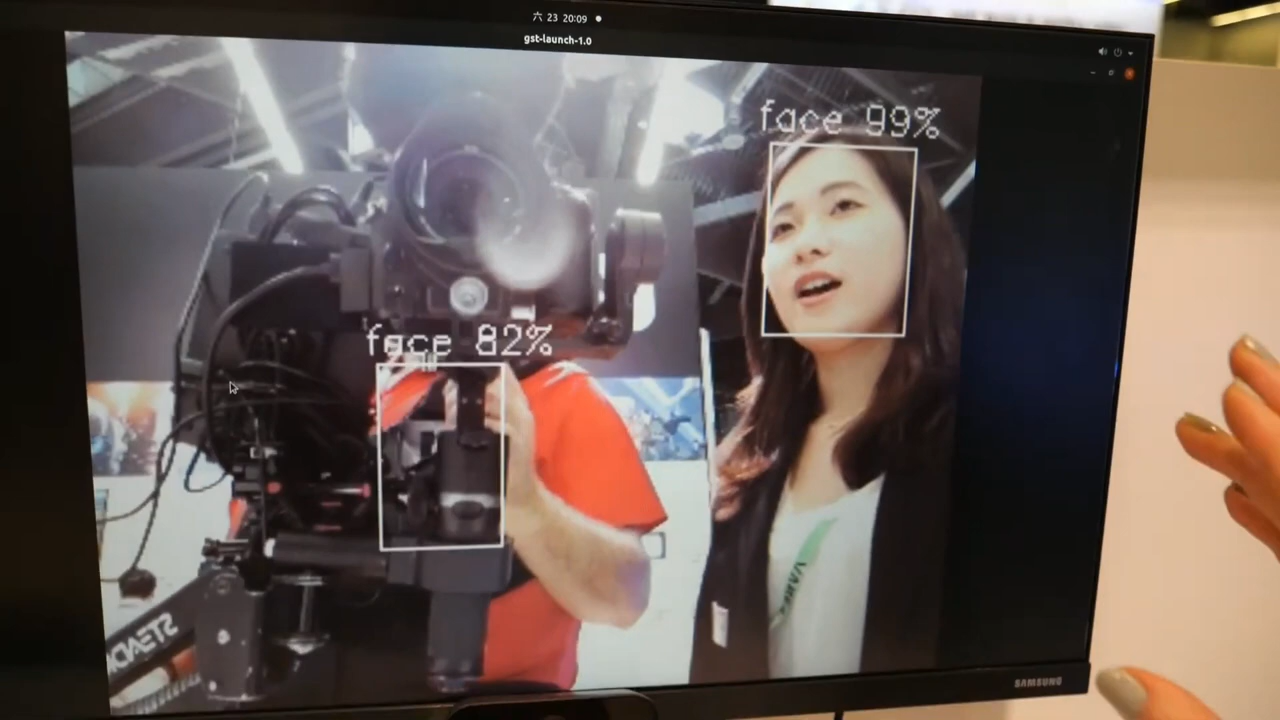 六 23 20:09
gst-launch-1.0
face 99%
face 82%
SAMSUNG